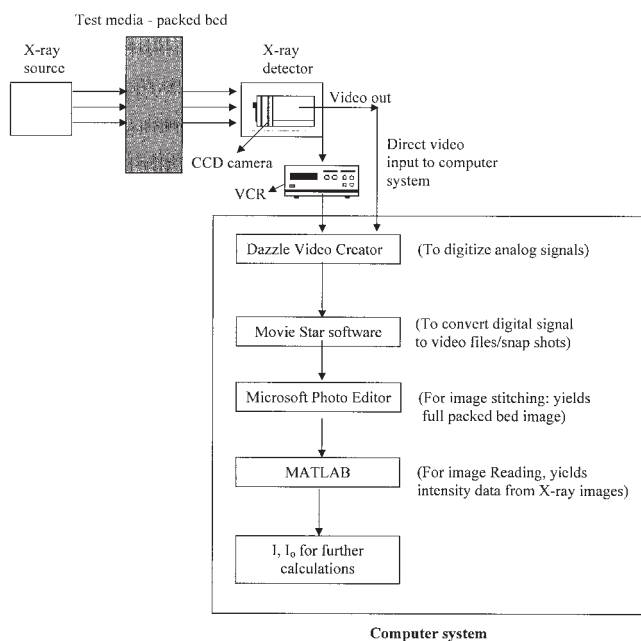 Test media - packed bed
X-ray
source
X-ray
detector
Video out
CCD camera
Direct video
input to computer
system
VCR
Dazzle Video Creator
(To digitize analog signals)
Movie Star software
(To convert digital signal
to video files/snap shots)
Microsoft Photo Editor
(For image stitching: yields
full packed bed image)
MATLAB
(For image Reading, yields
intensity data from X-ray images)
I, I₀ for further
calculations
Computer system